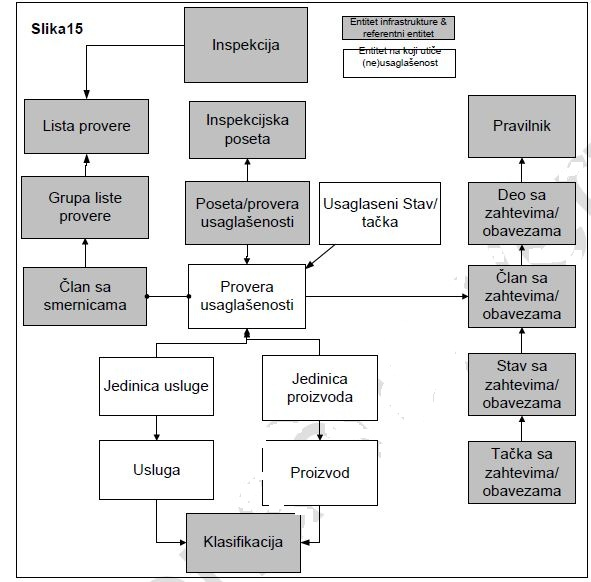 Slika15
Inspekcija
Entitet infrastrukture &
referentni entitet
Entitet na koji utiče
(ne)usaglašenost
Lista provere
Inspekcijska
poseta
Pravilnik
Grupa liste
provere
Poseta/provera
usaglašenosti
Usaglaseni Stav/
tačka
Deo sa
zahtevima/
obavezama
Član sa
smernicama
Provera
usaglašenosti
Član sa
zahtevima/
obavezama
Jedinica usluge
Jedinica
proizvoda
Stav sa
zahtevima/
obavezama
Usluga
Proizvod
Tačka sa
zahtevima/
obavezama
Klasifikacija